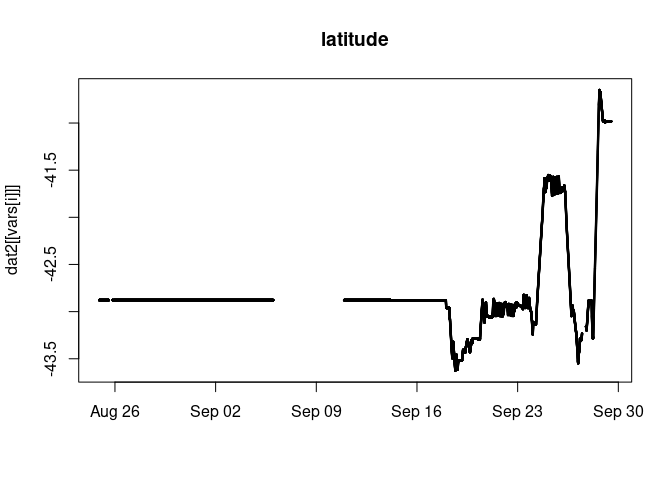 latitude
dat2[[vars[i]]]
-41.5
-42.5
-43.5
Aug 26
Sep 02
Sep 09
Sep 16
Sep 23
Sep 30